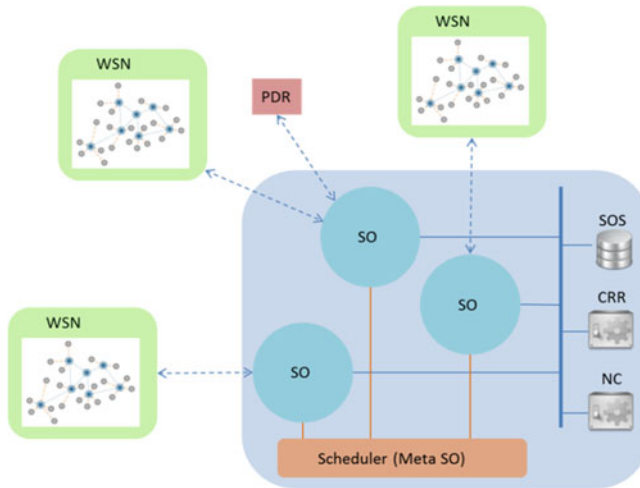 WSN
WSN
PDR
SO
SOS
SO
CRR
WSN
SO
NC
Scheduler (Meta SO)